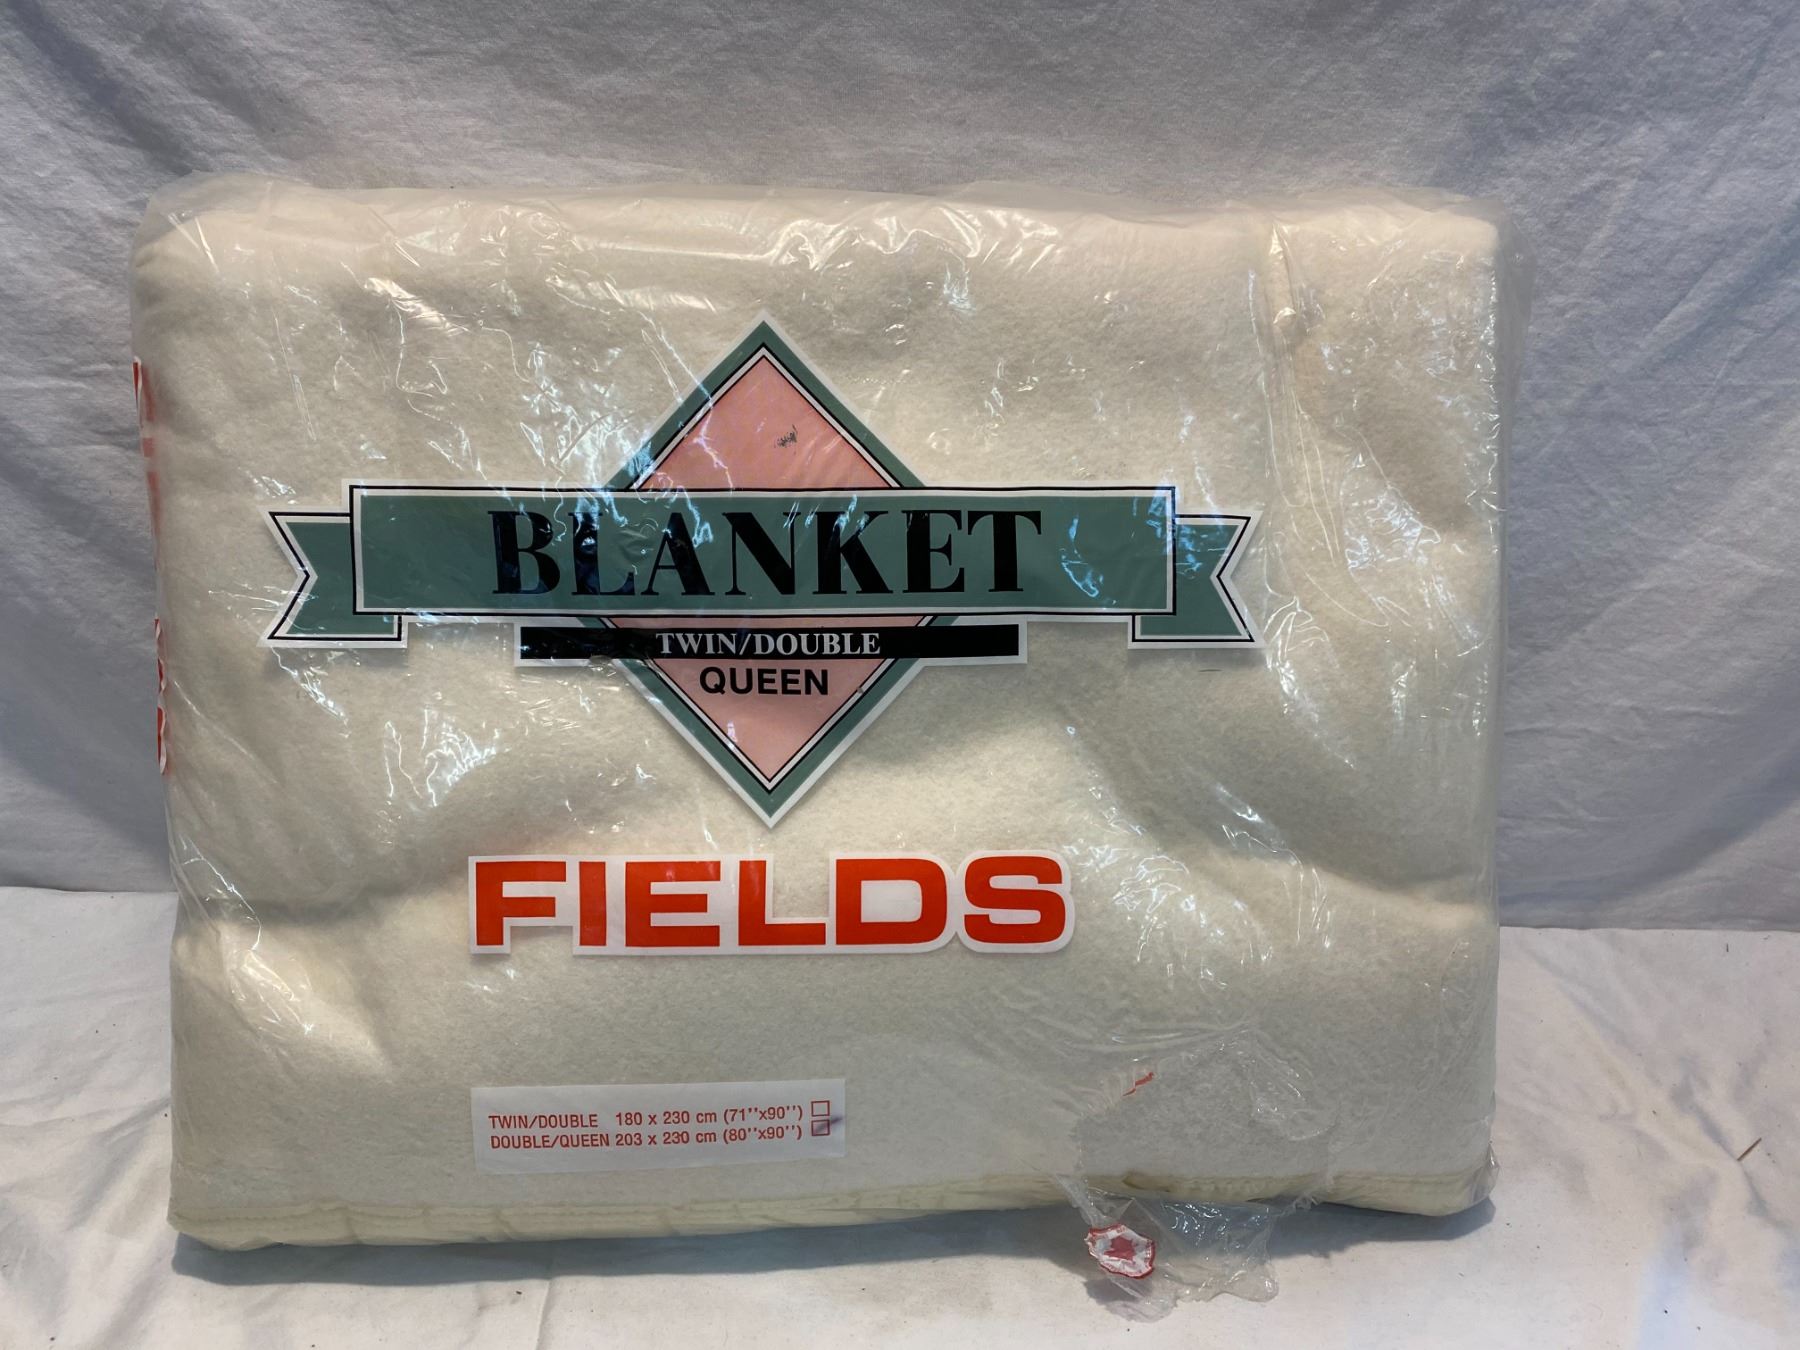 BLANKET
TWIN/DOUBLE
QUEEN
FIELDS
TWIN/DOUBLE 180 x 230 cm (71''x90'')
DOUBLE/QUEEN 203 x 230 cm (80''x90'')